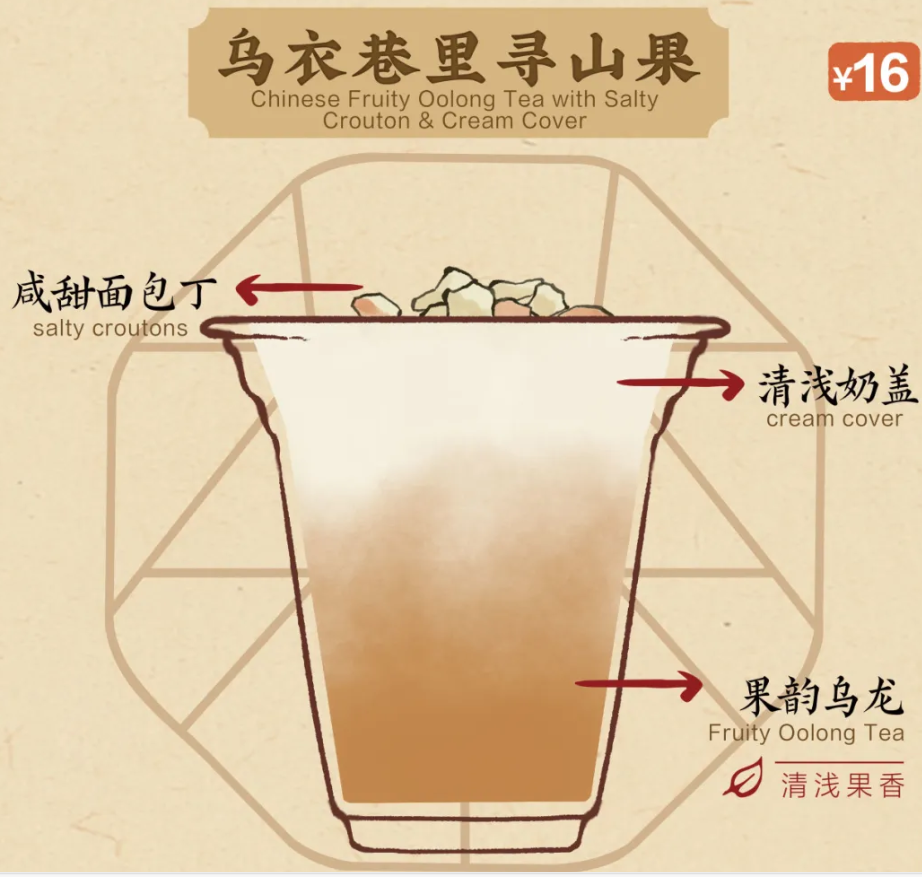 乌衣巷里寻山果
Chinese Fruity Oolong Tea with Salty
Crouton & Cream Cover
¥16
咸甜面包丁
salty croutons
清浅奶盖
cream cover
果韵乌龙
Fruity Oolong Tea
清浅果香